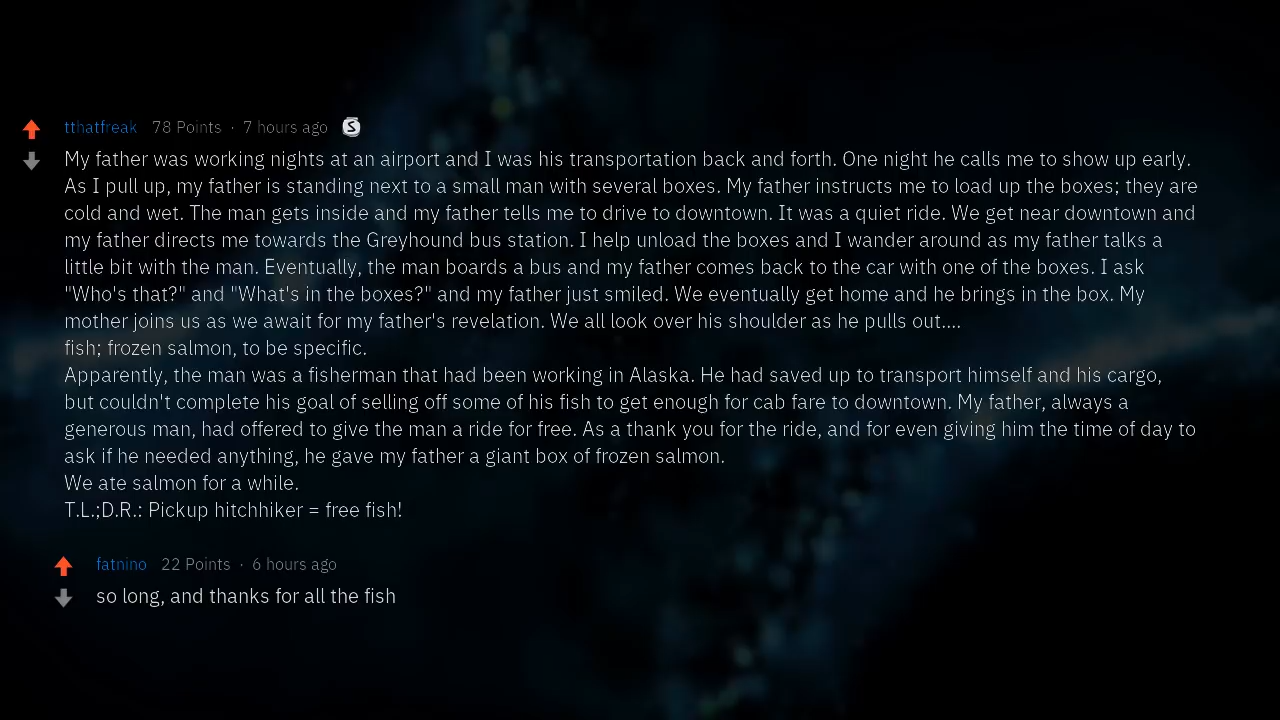 tthatfreak 78 Points · 7 hours ago
My father was working nights at an airport and I was his transportation back and forth. One night he calls me to show up early.
As I pull up, my father is standing next to a small man with several boxes. My father instructs me to load up the boxes; they are
cold and wet. The man gets inside and my father tells me to drive to downtown. It was a quiet ride. We get near downtown and
my father directs me towards the Greyhound bus station. I help unload the boxes and I wander around as my father talks a
little bit with the man. Eventually, the man boards a bus and my father comes back to the car with one of the boxes. I ask
"Who's that?" and "What's in the boxes?" and my father just smiled. We eventually get home and he brings in the box. My
mother joins us as we await for my father's revelation. We all look over his shoulder as he pulls out....
fish; frozen salmon, to be specific.
Apparently, the man was a fisherman that had been working in Alaska. He had saved up to transport himself and his cargo,
but couldn't complete his goal of selling off some of his fish to get enough for cab fare to downtown. My father, always a
generous man, had offered to give the man a ride for free. As a thank you for the ride, and for even giving him the time of day to
ask if he needed anything, he gave my father a giant box of frozen salmon.
We ate salmon for a while.
T.L.;D.R.: Pickup hitchhiker = free fish!
fatnino 22 Points · 6 hours ago
so long, and thanks for all the fish